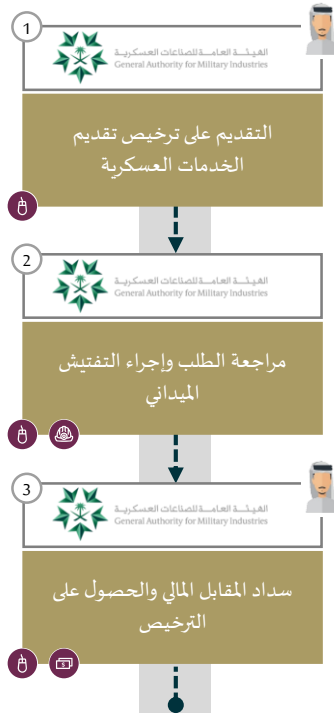 1
الهيئة العامة للصناعات العسكرية
General Authority for Military Industries
التقديم على ترخيص تقديم
الخدمات العسكرية
2
الهيئة العامة للصناعات العسكرية
General Authority for Military Industries
مراجعة الطلب وإجراء التفتيش
الميداني
3
الهيئة العامة للصناعات العسكرية
General Authority for Military Industries
سداد المقابل المالي والحصول على
الترخيص